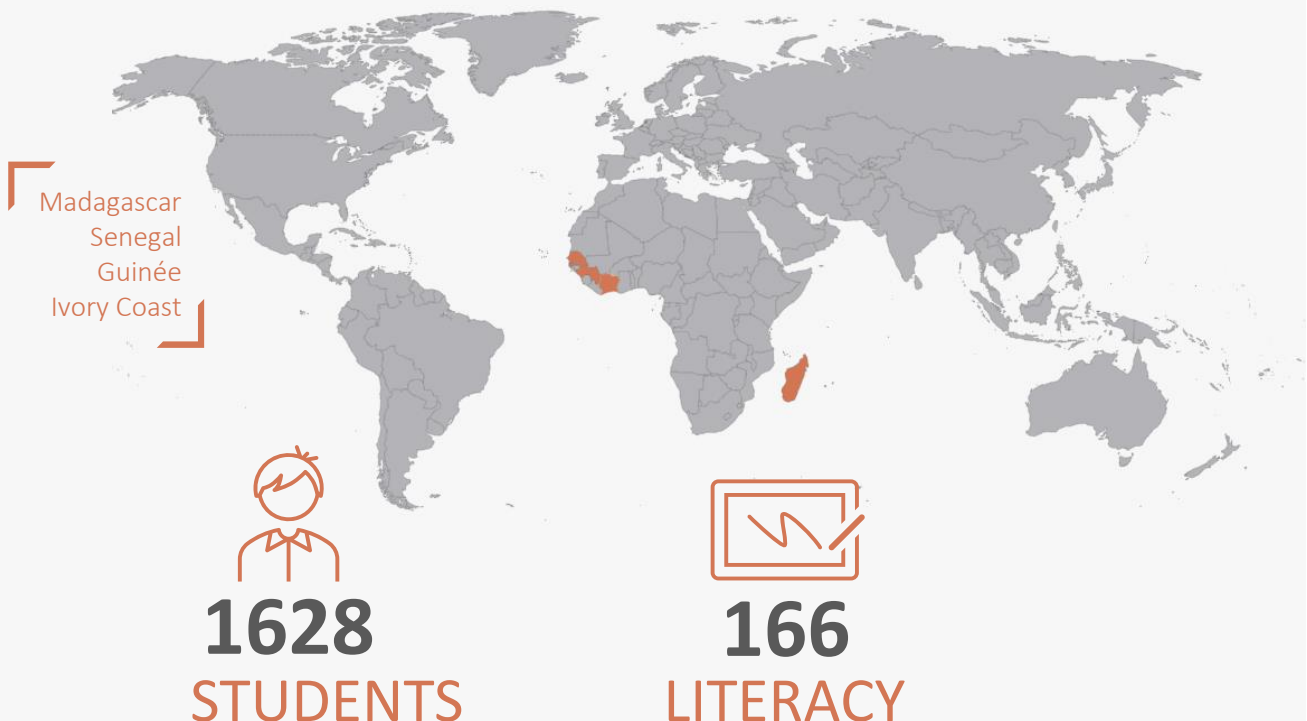 Madagascar
Senegal
Guinée
Ivory Coast
1628
STUDENTS
166
LITERACY